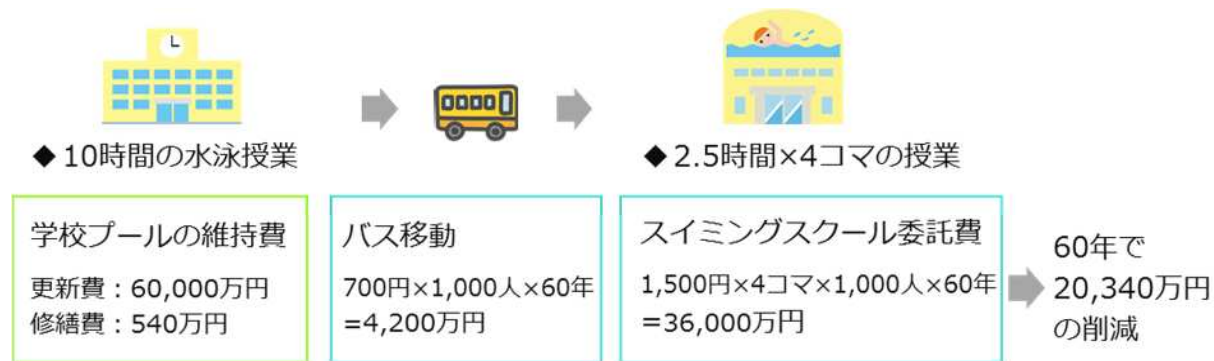 ◆10時間の水泳授業
◆2.5時間×4コマの授業
学校プールの維持費
更新費：60,000万円
修繕費：540万円
バス移動
700円×1,000人×60年
=4,200万円
スイミングスクール委託費
1,500円×4コマ×1,000人×60年
=36,000万円
60年で
20,340万円
の削減